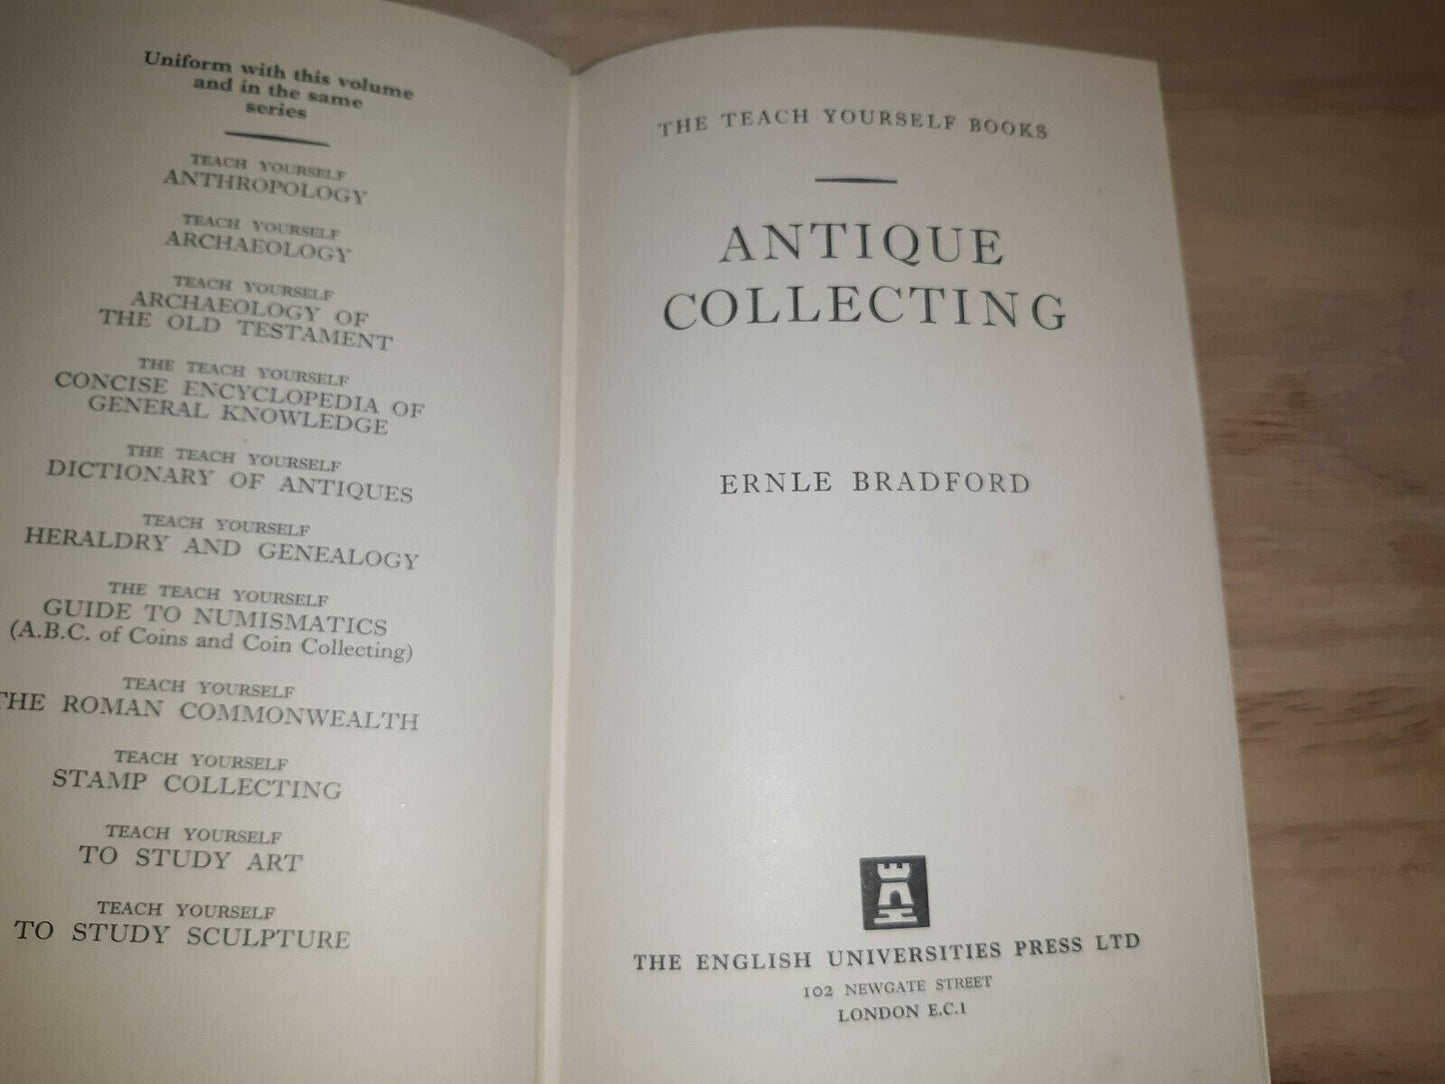 Uniform with this volume
and in the same
series
TEACH YOURSELF
ANTHROPOLOGY
TEACH YOURSELF
ARCHAEOLOGY
TEACH YOURSELF
ARCHAEOLOGY OF
THE OLD TESTAMENT
THE TEACH YOURSELF
CONCISE ENCYCLOPEDIA OF
GENERAL KNOWLEDGE
THE TEACH YOURSELF
DICTIONARY OF ANTIQUES
TEACH YOURSELF
HERALDRY AND GENEALOGY
THE TEACH YOURSELF
GUIDE TO NUMISMATICS
(A.B.C. of Coins and Coin Collecting)
TEACH YOURSELF
THE ROMAN COMMONWEALTH
TEACH YOURSELF
STAMP COLLECTING
TEACH YOURSELF
TO STUDY ART
TEACH YOURSELF
TO STUDY SCULPTURE
THE TEACH YOURSELF BOOKS
ANTIQUE
COLLECTING
ERNLE BRADFORD
THE ENGLISH UNIVERSITIES PRESS LTD
102 NEWGATE STREET
LONDON E.C.1